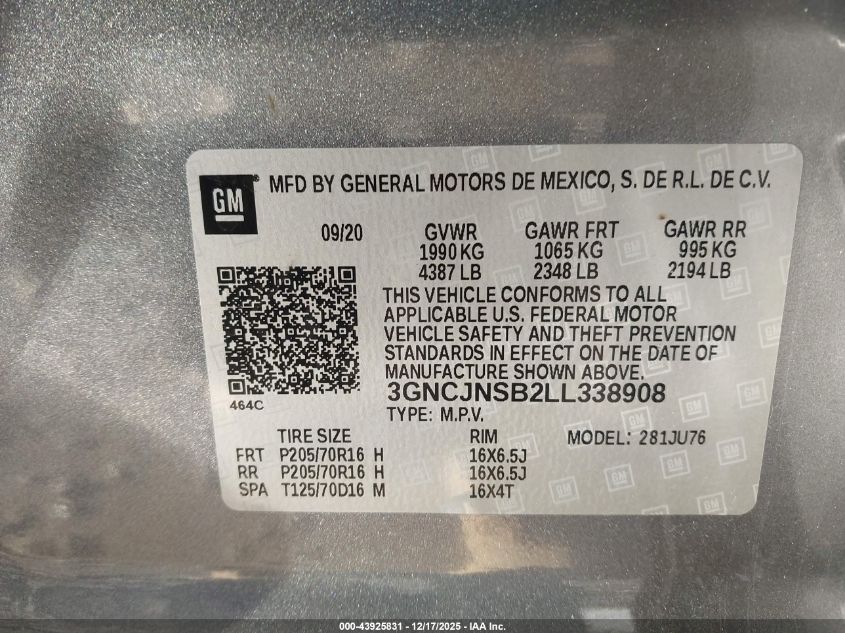 GM ® MFD BY GENERAL MOTORS DE MEXICO, S. DE R.L. DE C.V.
09/20 GVWR GAWR FRT GAWR RR
1990 KG 1065 KG 995 KG
4387 LB 2348 LB 2194 LB
THIS VEHICLE CONFORMS TO ALL
APPLICABLE U.S. FEDERAL MOTOR
VEHICLE SAFETY AND THEFT PREVENTION
STANDARDS IN EFFECT ON THE DATE OF
MANUFACTURE SHOWN ABOVE.
464C 3GNCJNSB2LL338908
TYPE: M.P.V.
TIRE SIZE RIM MODEL: 281JU76
FRT P205/70R16 H 16X6.5J
RR P205/70R16 H 16X6.5J
SPA T125/70D16 M 16X4T
000-43925831 - 12/17/2025 - IAA Inc.